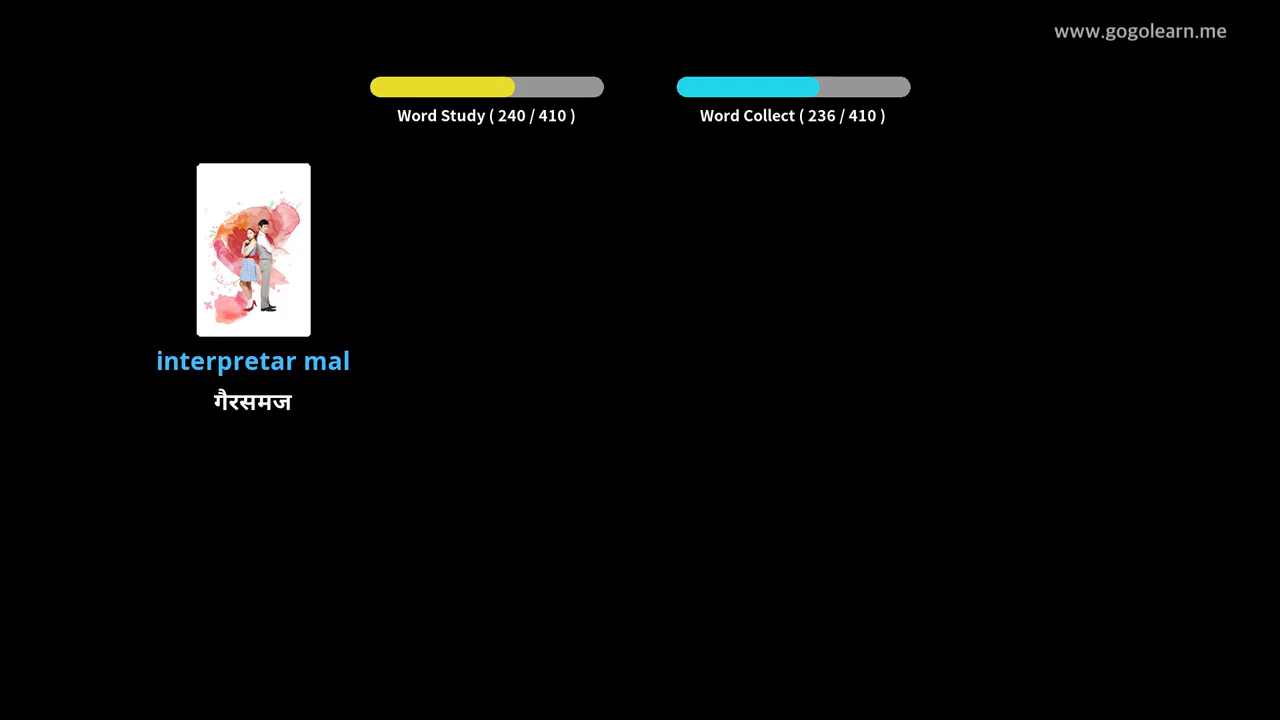 www.gogolearn.me
Word Study ( 240 / 410 )
Word Collect ( 236 / 410 )
interpretar mal
गैरसमज